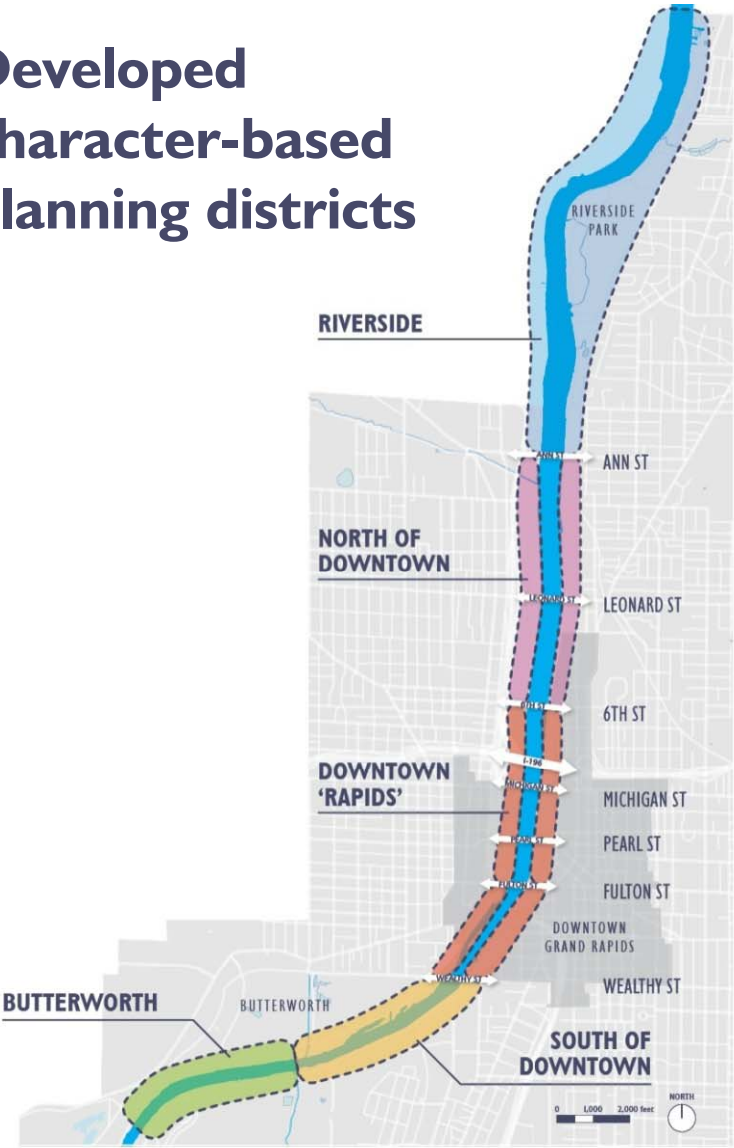 Developed
character-based
planning districts
RIVERSIDE
PARK
RIVERSIDE
ANN ST
ANN ST
NORTH OF
DOWNTOWN
LEONARD ST
LEONARD ST
6TH ST
6TH ST
I-196
DOWNTOWN
'RAPIDS'
MICHIGAN ST
MICHIGAN ST
PEARL ST
PEARL ST
FULTON ST
FULTON ST
DOWNTOWN
GRAND RAPIDS
WEALTHY ST
WEALTHY ST
BUTTERWORTH
BUTTERWORTH
SOUTH OF
DOWNTOWN
0 1,000 2,000 feet
NORTH